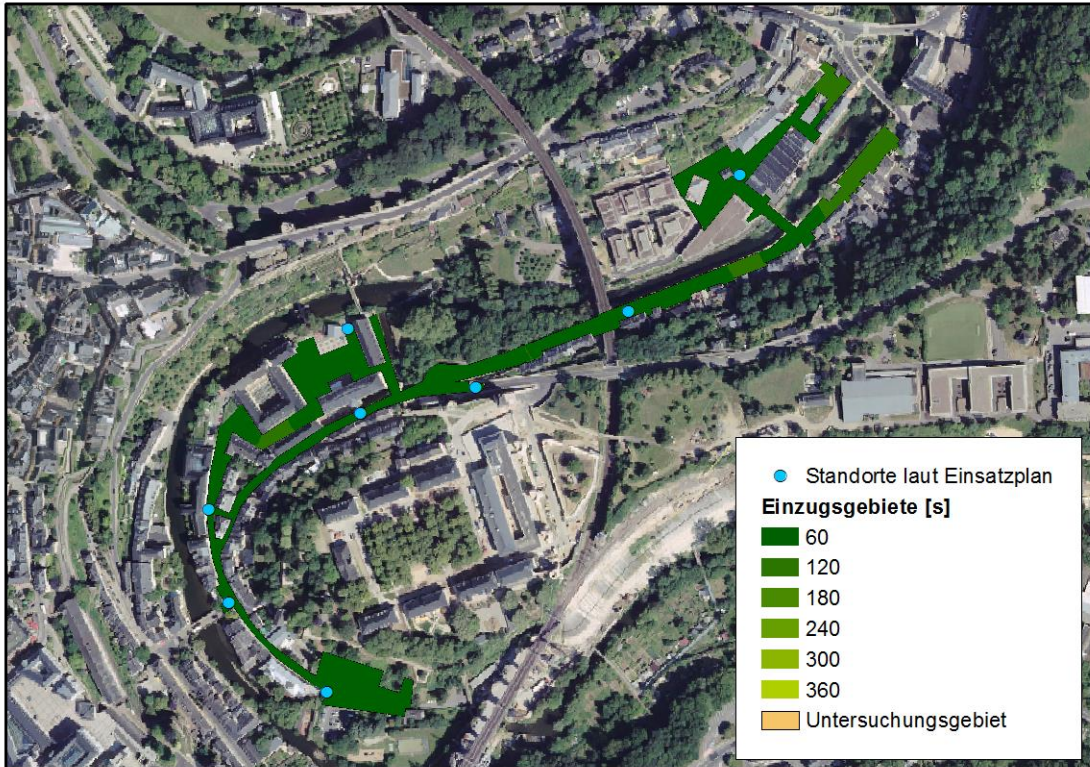 Standorte laut Einsatzplan
Einzugsgebiete [s]
60
120
180
240
300
360
Untersuchungsgebiet